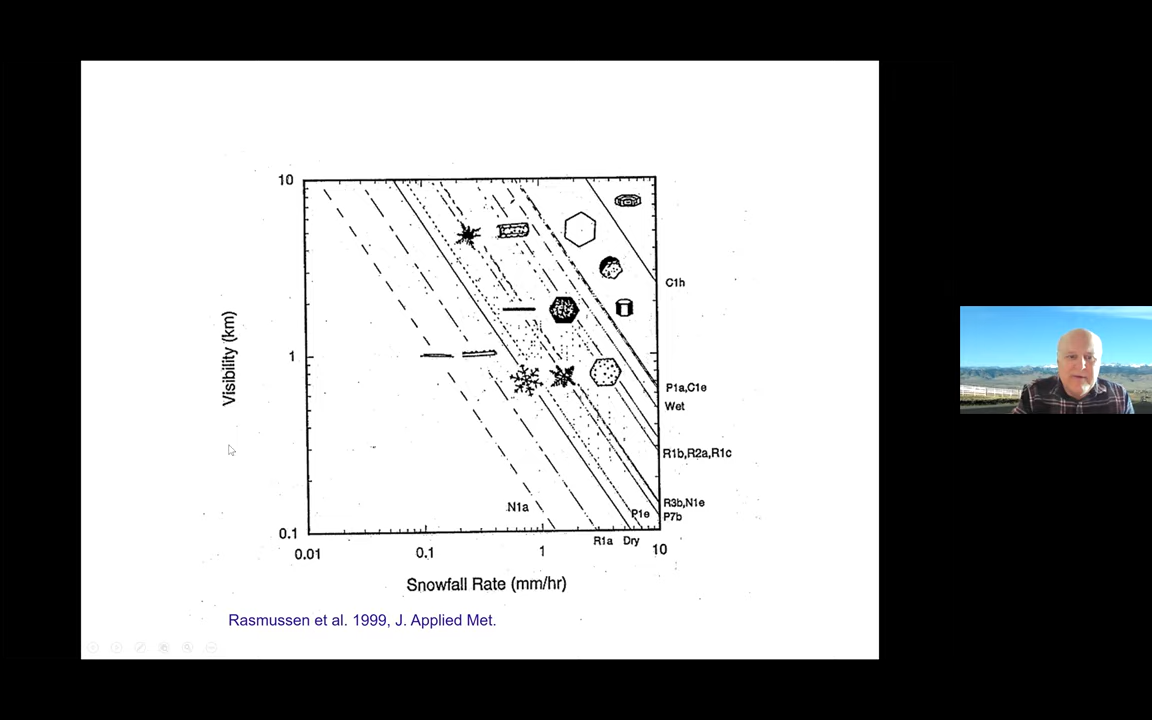 10
1
0.1
Visibility (km)
C1h
P1a,C1e
Wet
R1b,R2a,R1c
R3b,N1e
P7b
N1a
P1e
R1a Dry
0.01 0.1 1 10
Snowfall Rate (mm/hr)
Rasmussen et al. 1999, J. Applied Met.